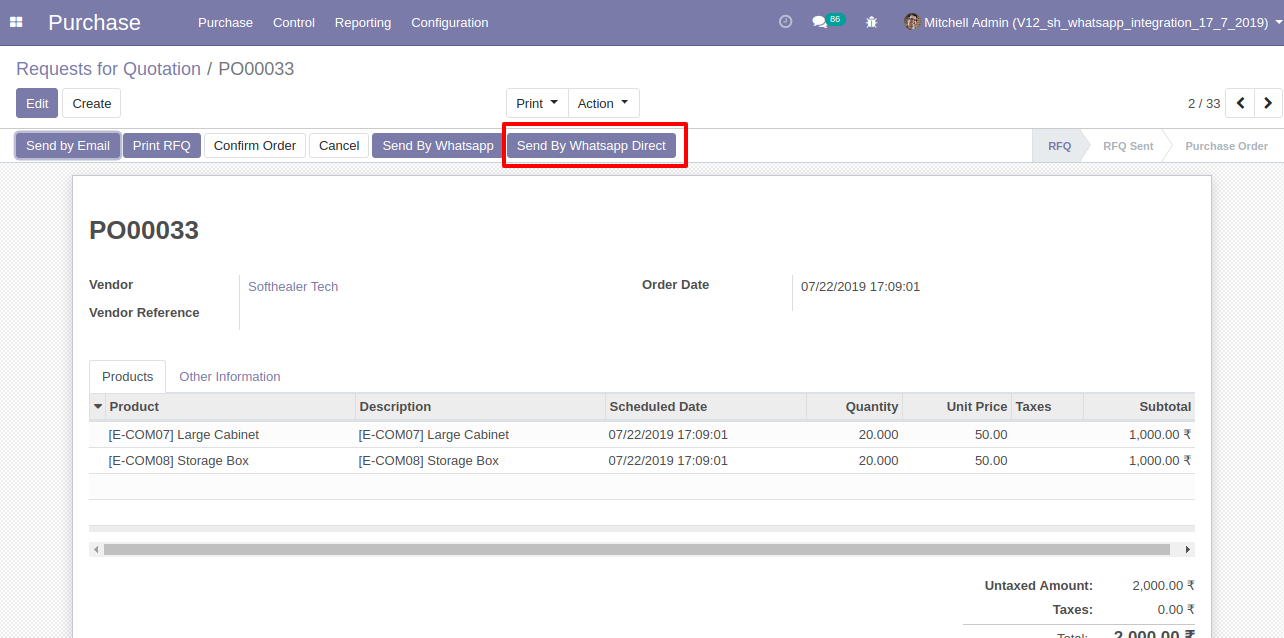 Purchase Purchase Control Reporting Configuration 86 Mitchell Admin (V12_sh_whatsapp_integration_17_7_2019)
Requests for Quotation / PO00033
Edit Create Print Action 2 / 33
Send by Email Print RFQ Confirm Order Cancel Send By Whatsapp Send By Whatsapp Direct RFQ RFQ Sent Purchase Order
PO00033
Vendor Softhealer Tech Order Date 07/22/2019 17:09:01
Vendor Reference
Products Other Information
Product Description Scheduled Date Quantity Unit Price Taxes Subtotal
[E-COM07] Large Cabinet [E-COM07] Large Cabinet 07/22/2019 17:09:01 20.000 50.00 1,000.00 ₹
[E-COM08] Storage Box [E-COM08] Storage Box 07/22/2019 17:09:01 20.000 50.00 1,000.00 ₹
Untaxed Amount: 2,000.00 ₹
Taxes: 0.00 ₹
Total: 2,000.00 ₹